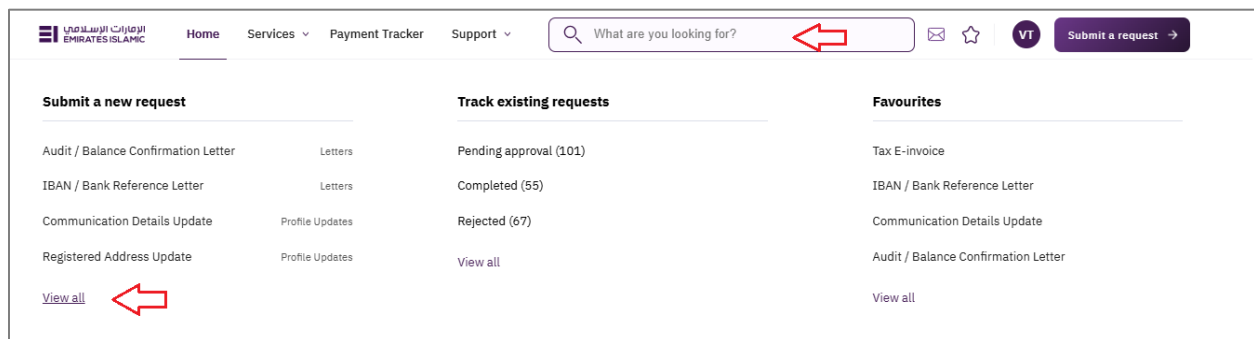 الإمارات الإسلامي
EMIRATES ISLAMIC
Home
Services
Payment Tracker
Support
What are you looking for?
VT
Submit a request →
Submit a new request
Audit / Balance Confirmation Letter Letters
IBAN / Bank Reference Letter Letters
Communication Details Update Profile Updates
Registered Address Update Profile Updates
View all
Track existing requests
Pending approval (101)
Completed (55)
Rejected (67)
View all
Favourites
Tax E-invoice
IBAN / Bank Reference Letter
Communication Details Update
Audit / Balance Confirmation Letter
View all